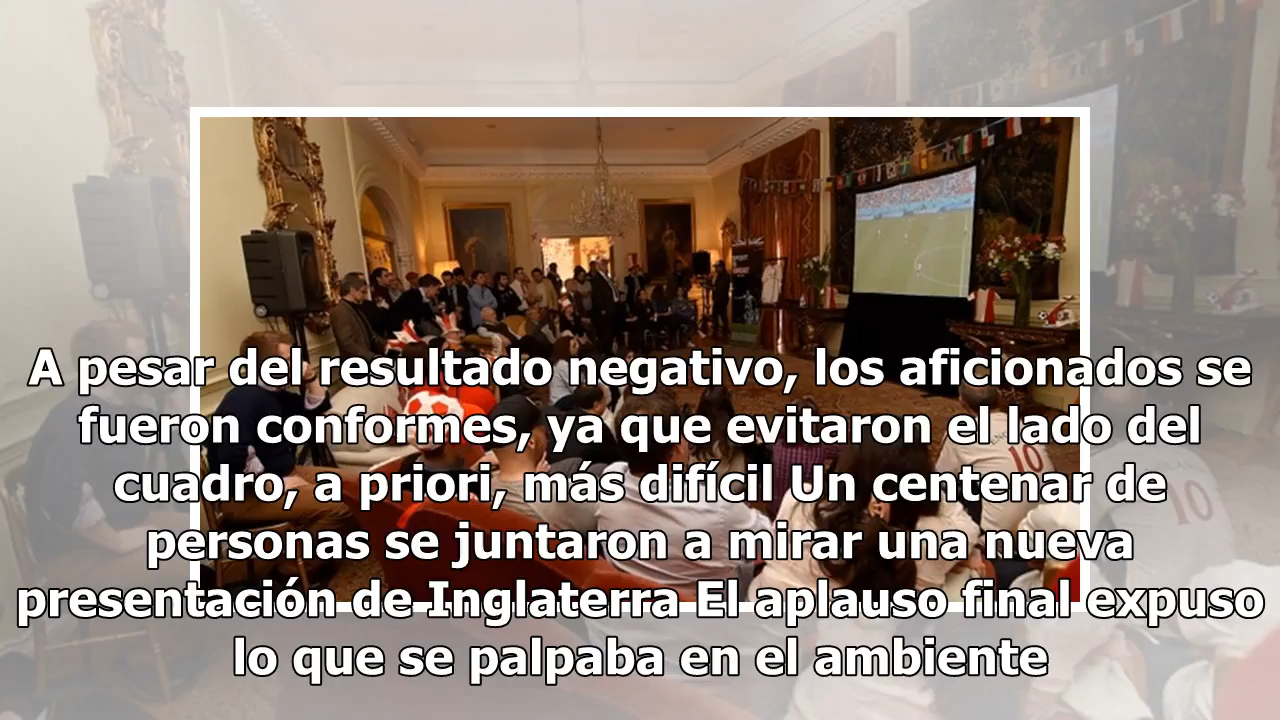 A pesar del resultado negativo, los aficionados se
fueron conformes, ya que evitaron el lado del
cuadro, a priori, más difícil Un centenar de
personas se juntaron a mirar una nueva
presentación de Inglaterra El aplauso final expuso
lo que se palpaba en el ambiente
10
10